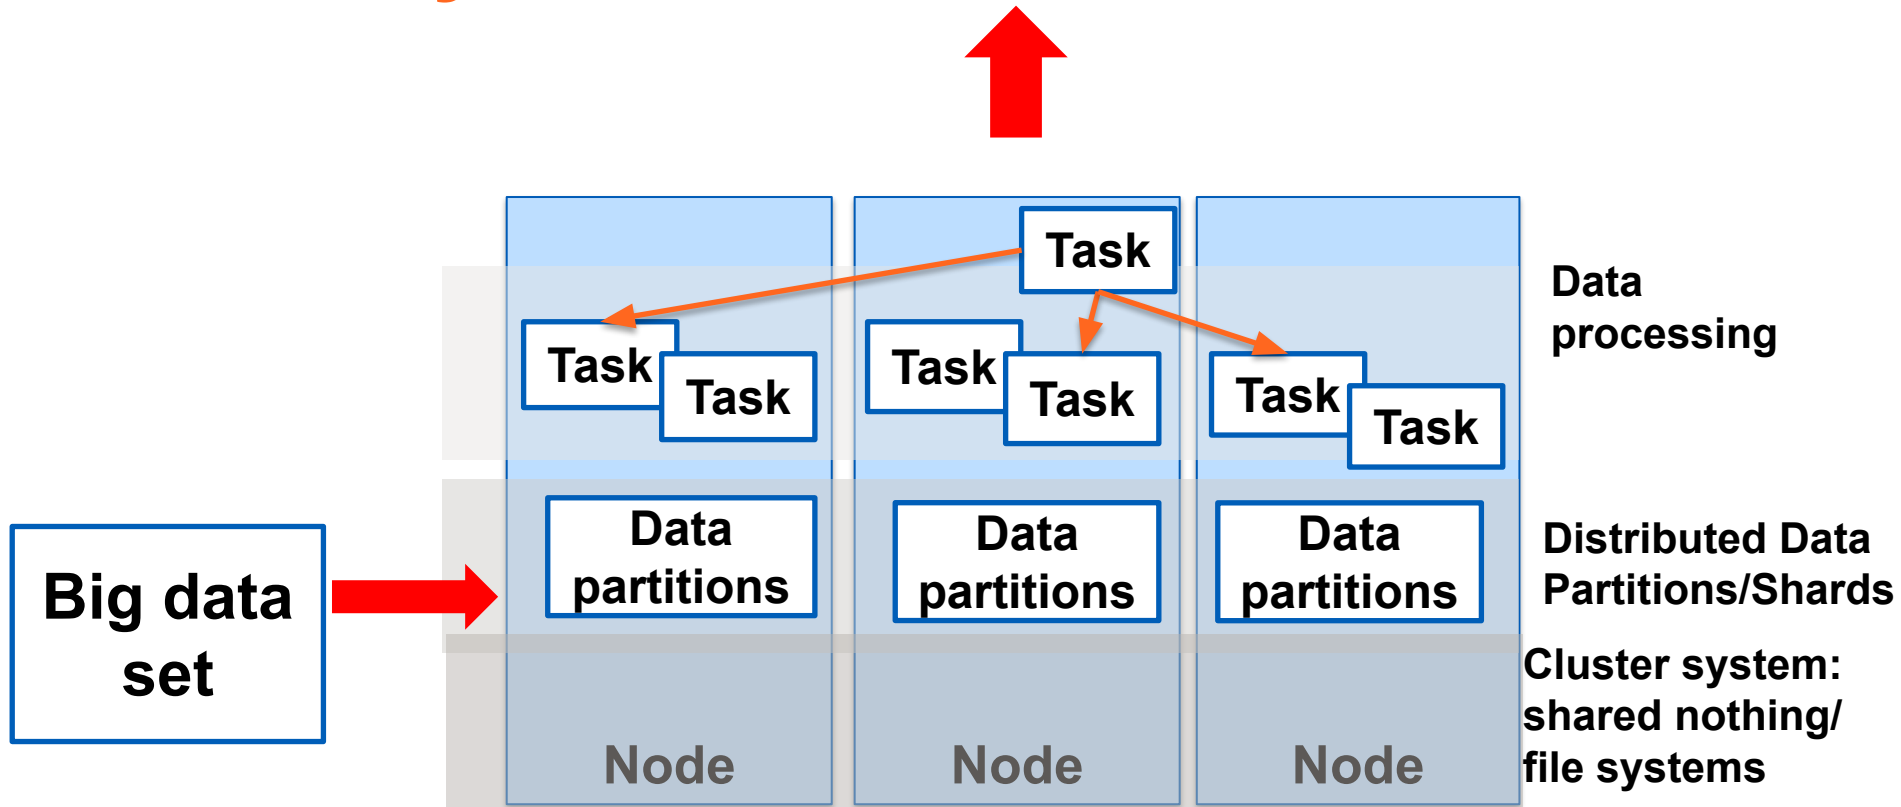 Task
Data
processing
Task
Task
Task
Task
Task
Task
Data
partitions
Data
partitions
Data
partitions
Distributed Data
Partitions/Shards
Big data
set
Cluster system:
shared nothing/
file systems
Node
Node
Node